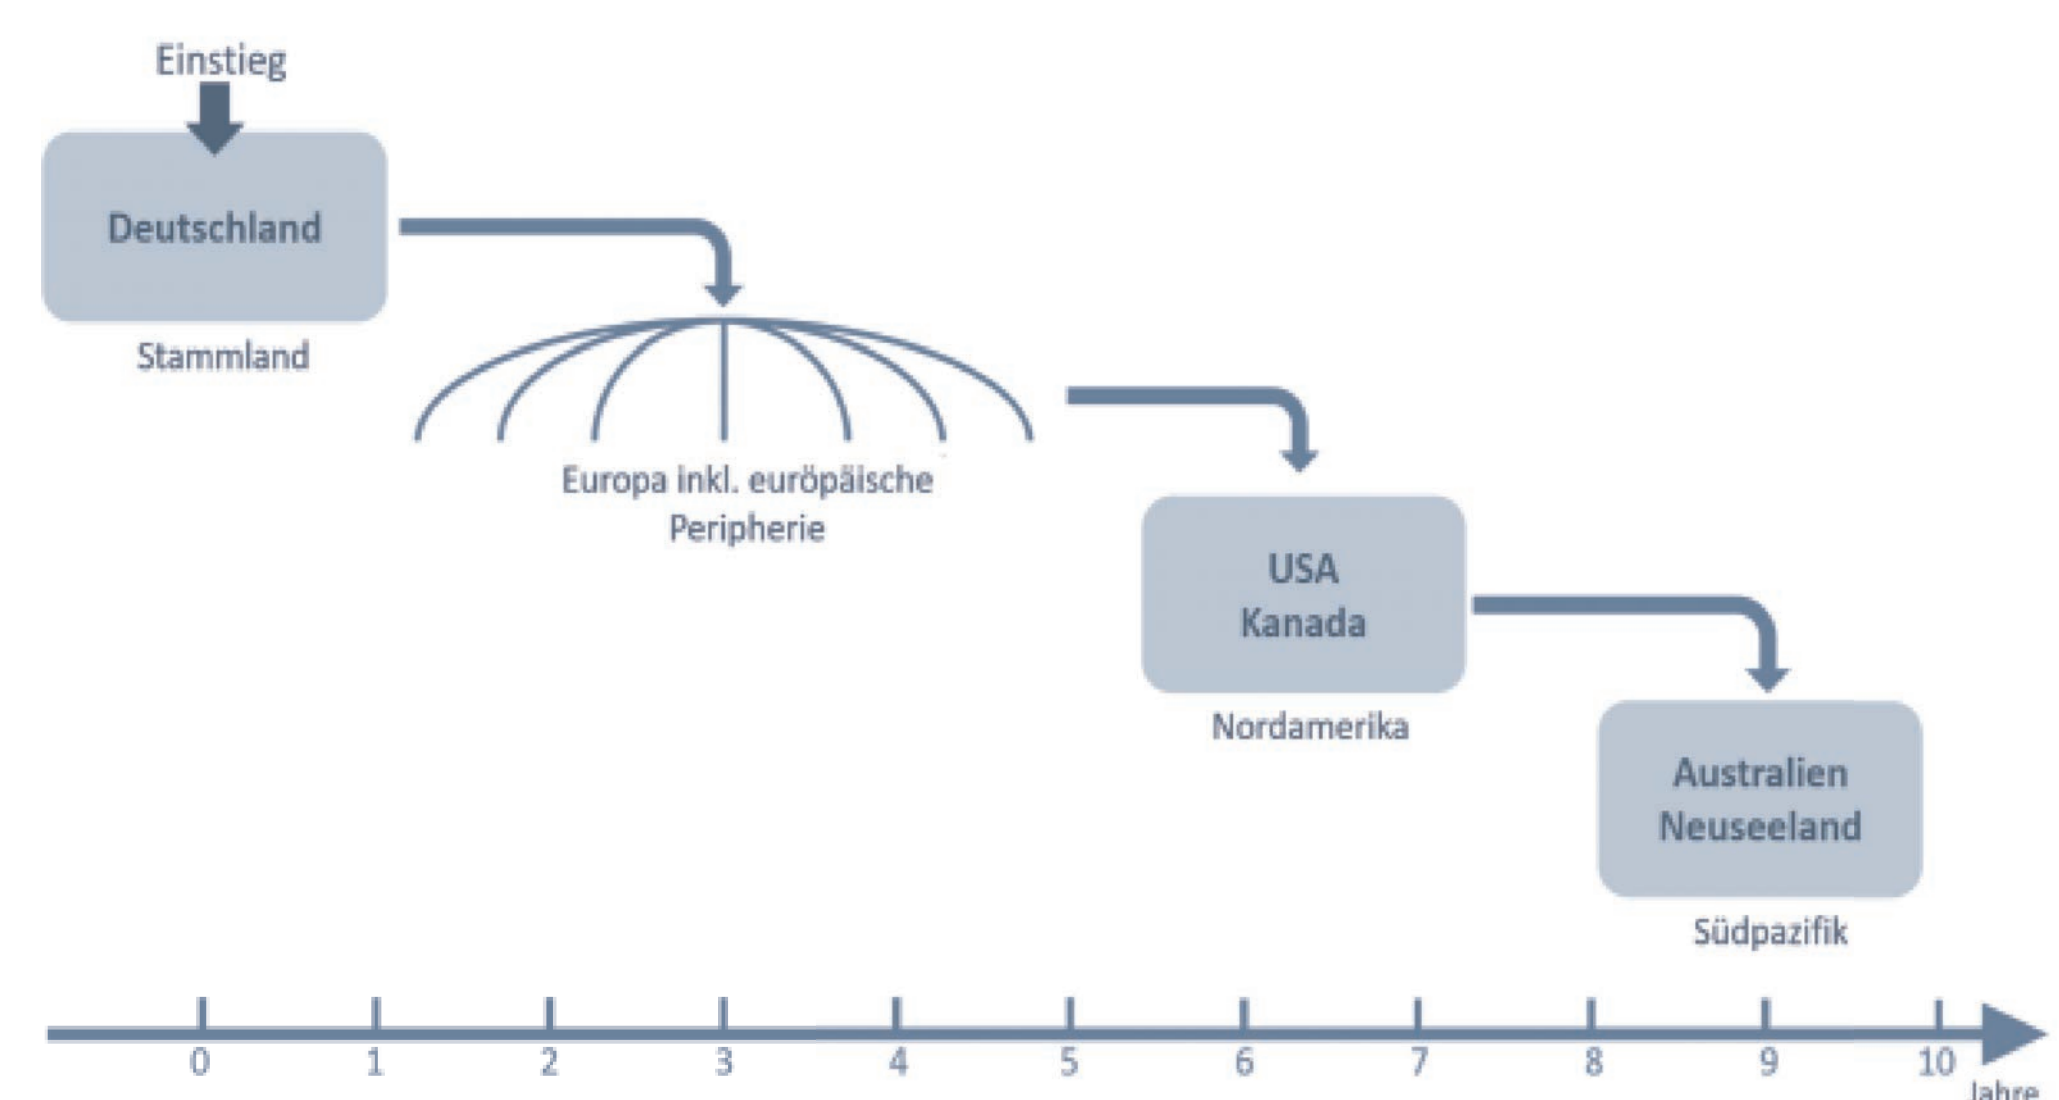 Einstieg
Deutschland
Stammland
Europa inkl. euröpäische
Peripherie
USA
Kanada
Nordamerika
Australien
Neuseeland
Südpazifik
0 1 2 3 4 5 6 7 8 9 10
Jahre